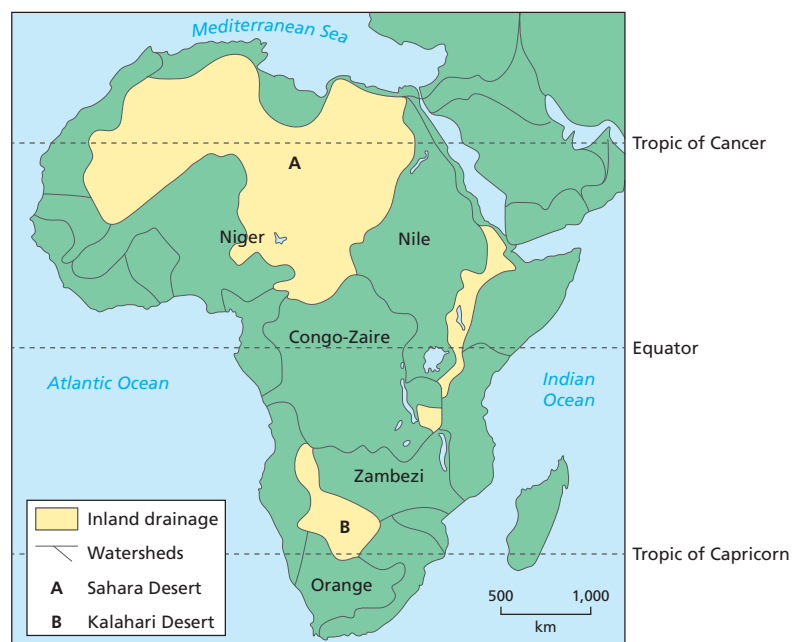 Mediterranean Sea
Tropic of Cancer
A
Niger
Nile
Congo-Zaire
Equator
Atlantic Ocean
Indian
Ocean
Zambezi
B
Tropic of Capricorn
Orange
Inland drainage
Watersheds
A Sahara Desert
B Kalahari Desert
500 1,000
km